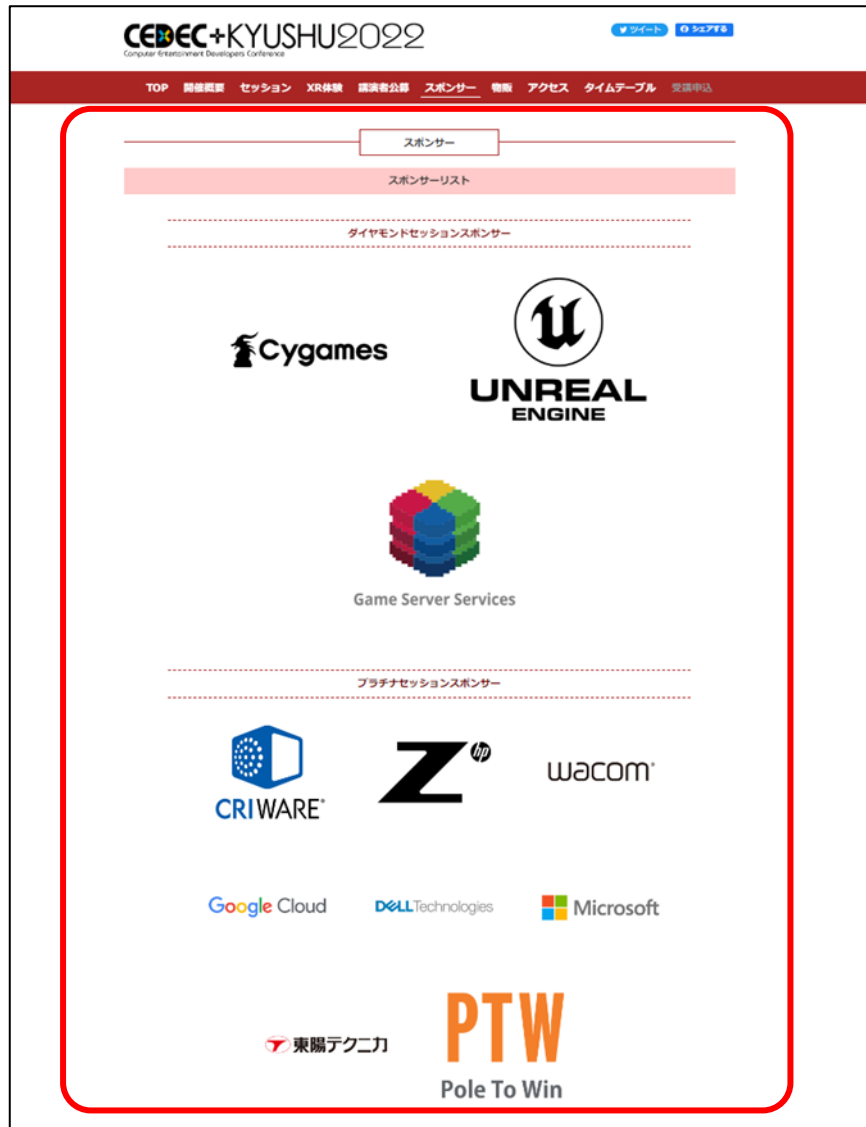 CEDEC+KYUSHU2022
Computer Entertainment Developers Conference
ツイート シェアする
TOP 開催概要 セッション XR体験 講演者公募 スポンサー 物販 アクセス タイムテーブル 受講申込
スポンサー
スポンサーリスト
ダイヤモンドセッションスポンサー
Cygames
UNREAL
ENGINE
Game Server Services
プラチナセッションスポンサー
CRIWARE®
Z hp
wacom®
Google Cloud
DELLTechnologies
Microsoft
東陽テクニカ
PTW
Pole To Win